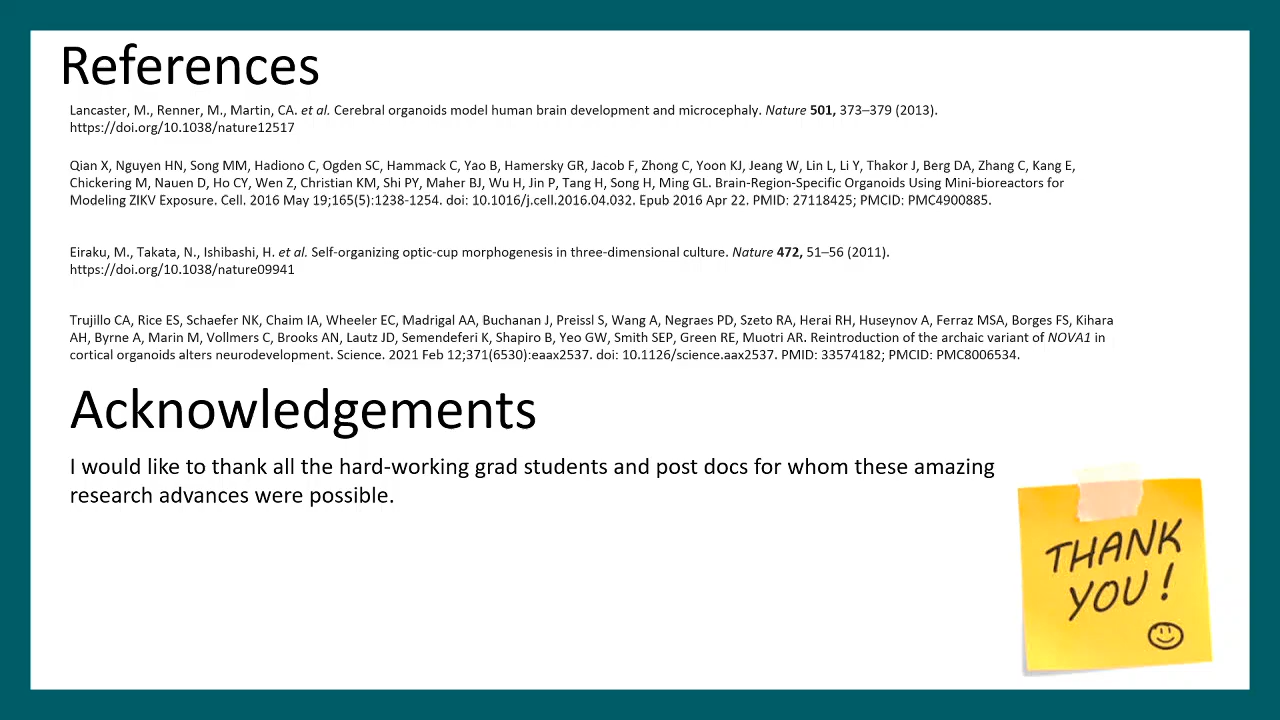 References
Lancaster, M., Renner, M., Martin, CA. et al. Cerebral organoids model human brain development and microcephaly. Nature 501, 373–379 (2013).
https://doi.org/10.1038/nature12517
Qian X, Nguyen HN, Song MM, Hadiono C, Ogden SC, Hammack C, Yao B, Hamersky GR, Jacob F, Zhong C, Yoon KJ, Jeang W, Lin L, Li Y, Thakor J, Berg DA, Zhang C, Kang E,
Chickering M, Nauen D, Ho CY, Wen Z, Christian KM, Shi PY, Maher BJ, Wu H, Jin P, Tang H, Song H, Ming GL. Brain-Region-Specific Organoids Using Mini-bioreactors for
Modeling ZIKV Exposure. Cell. 2016 May 19;165(5):1238-1254. doi: 10.1016/j.cell.2016.04.032. Epub 2016 Apr 22. PMID: 27118425; PMCID: PMC4900885.
Eiraku, M., Takata, N., Ishibashi, H. et al. Self-organizing optic-cup morphogenesis in three-dimensional culture. Nature 472, 51–56 (2011).
https://doi.org/10.1038/nature09941
Trujillo CA, Rice ES, Schaefer NK, Chaim IA, Wheeler EC, Madrigal AA, Buchanan J, Preissl S, Wang A, Negraes PD, Szeto RA, Herai RH, Huseynov A, Ferraz MSA, Borges FS, Kihara
AH, Byrne A, Marin M, Vollmers C, Brooks AN, Lautz JD, Semendeferi K, Shapiro B, Yeo GW, Smith SEP, Green RE, Muotri AR. Reintroduction of the archaic variant of NOVA1 in
cortical organoids alters neurodevelopment. Science. 2021 Feb 12;371(6530):eaax2537. doi: 10.1126/science.aax2537. PMID: 33574182; PMCID: PMC8006534.
Acknowledgements
I would like to thank all the hard-working grad students and post docs for whom these amazing
research advances were possible.
THANK
YOU !